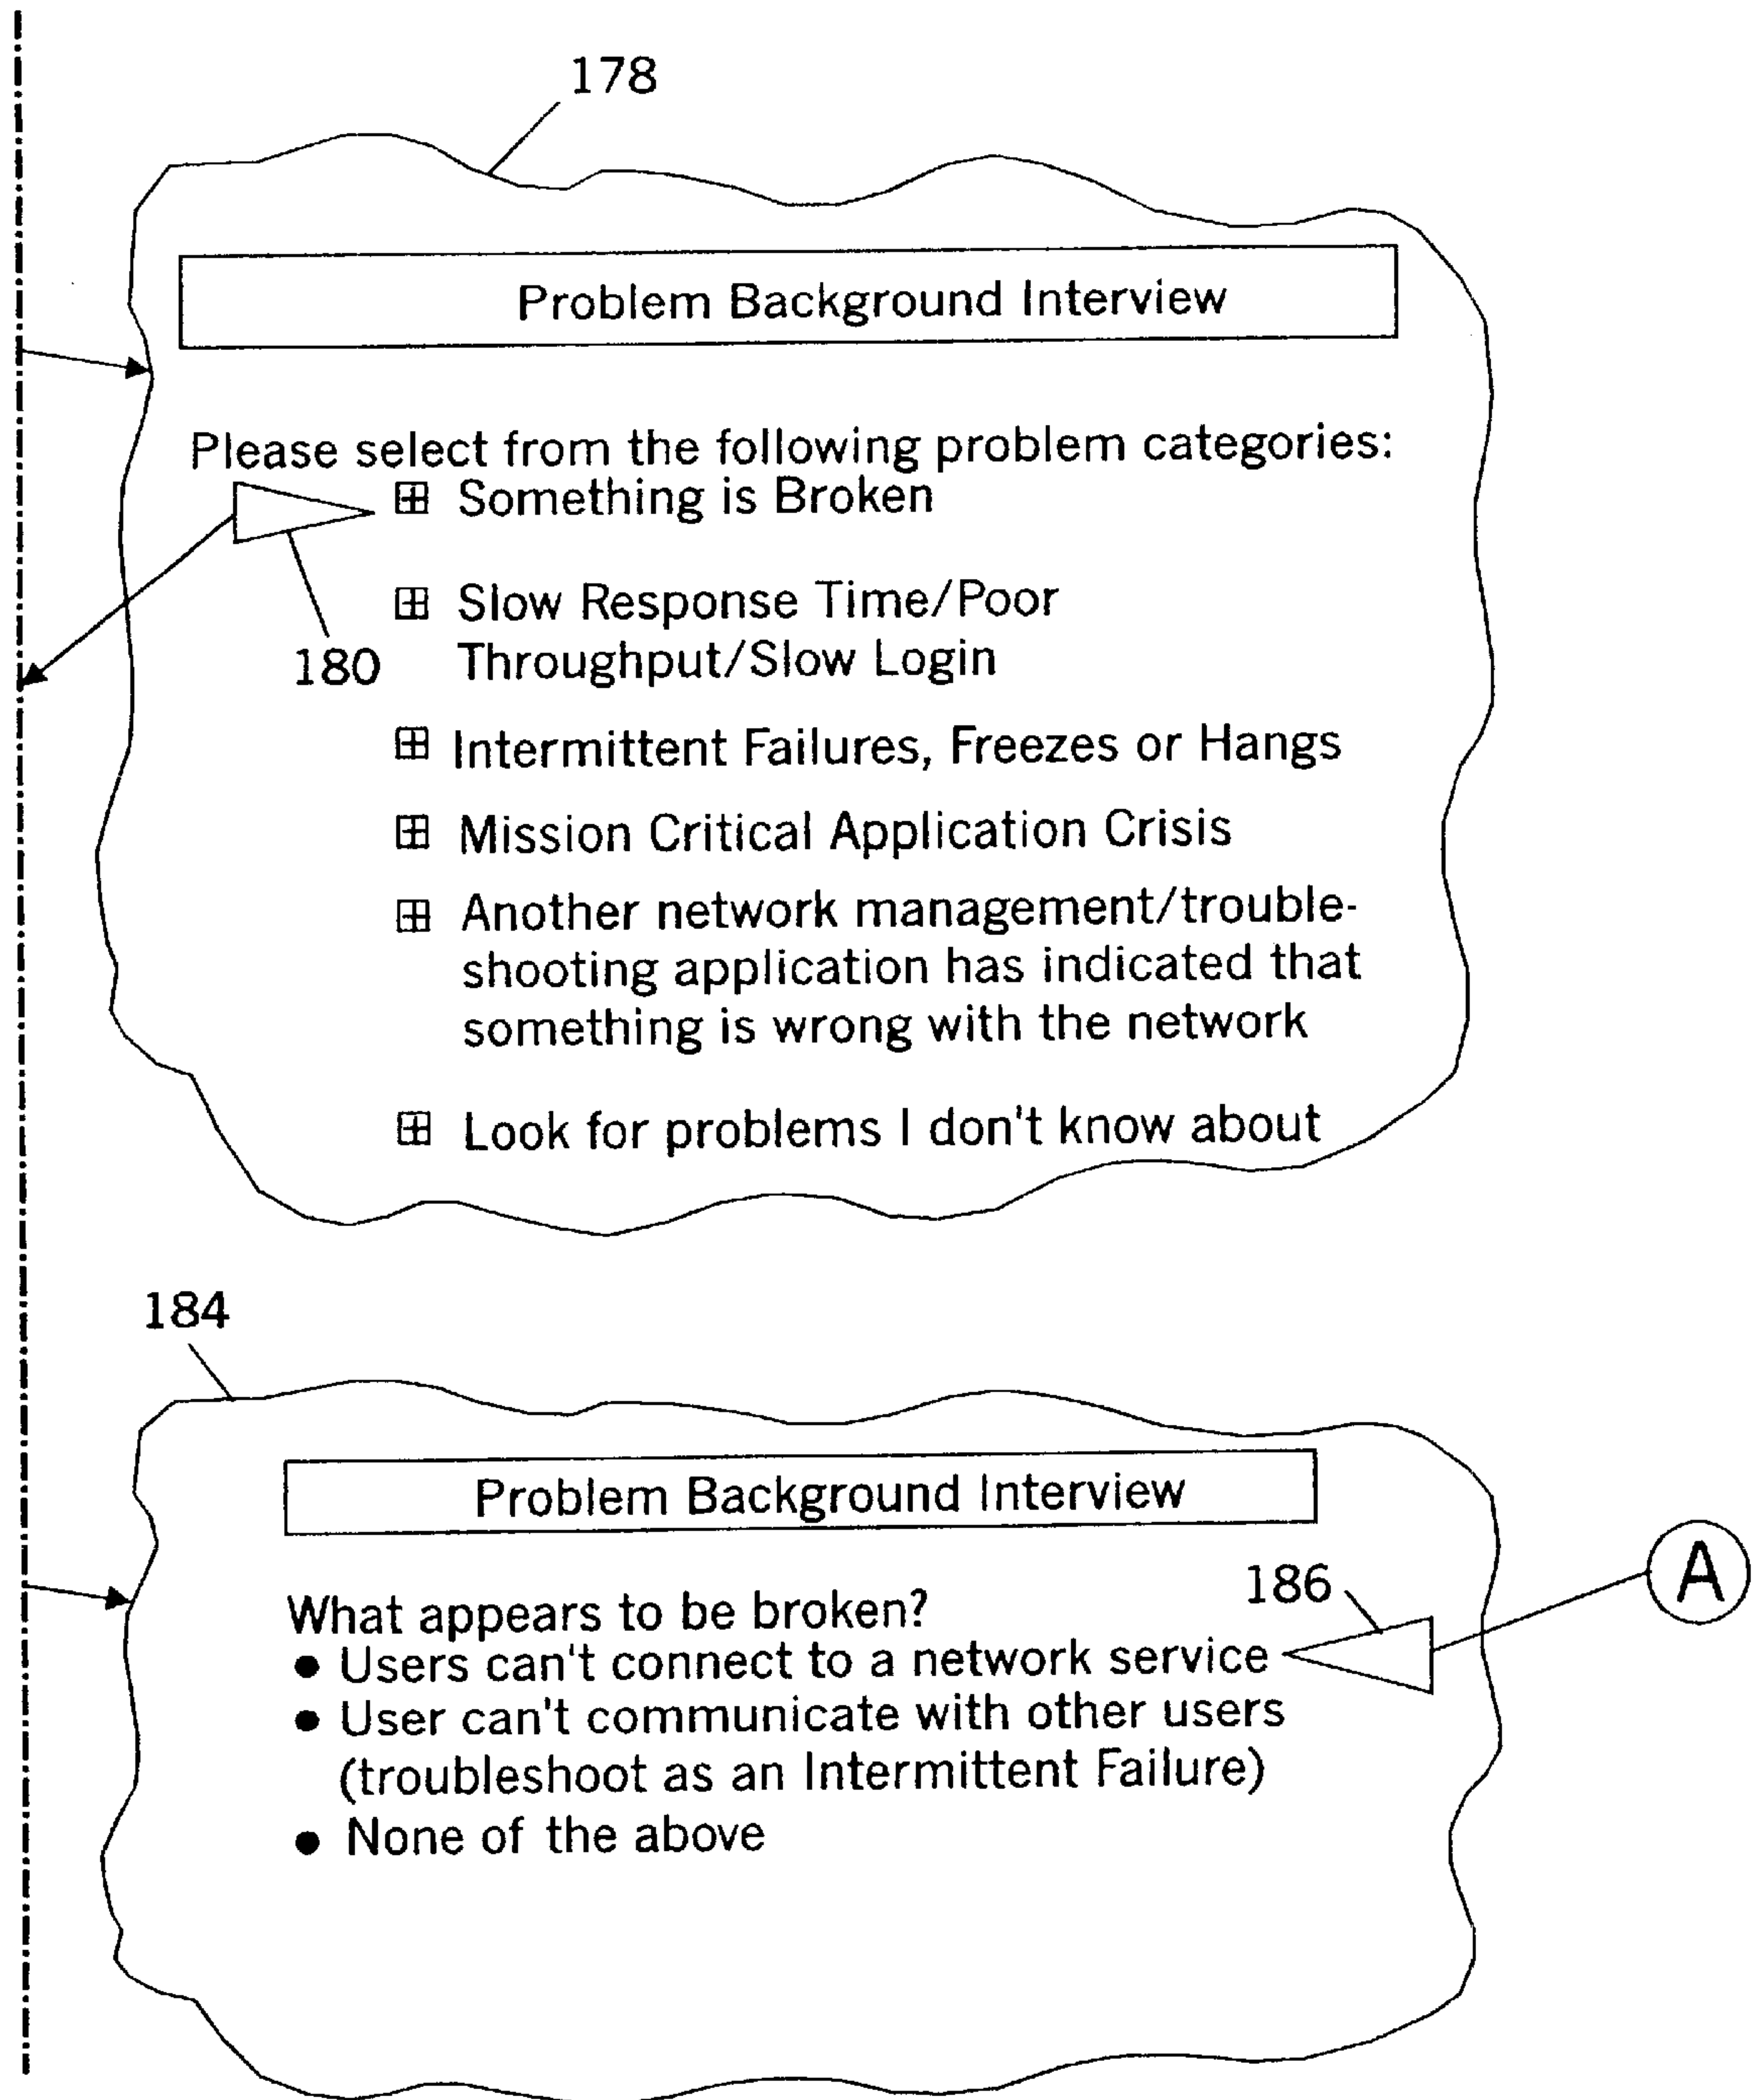 178
Problem Background Interview
Please select from the following problem categories:
Something is Broken
180
Slow Response Time/Poor
Throughput/Slow Login
Intermittent Failures, Freezes or Hangs
Mission Critical Application Crisis
Another network management/trouble-
shooting application has indicated that
something is wrong with the network
Look for problems I don't know about
184
Problem Background Interview
186
A
What appears to be broken?
● Users can't connect to a network service
● User can't communicate with other users
(troubleshoot as an Intermittent Failure)
● None of the above